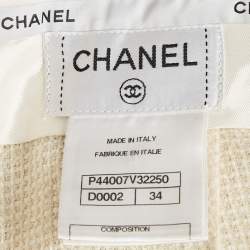 CHANEL
CHANEL
MADE IN ITALY
FABRIQUE EN ITALIE
P44007V32250
D0002 34
COMPOSITION